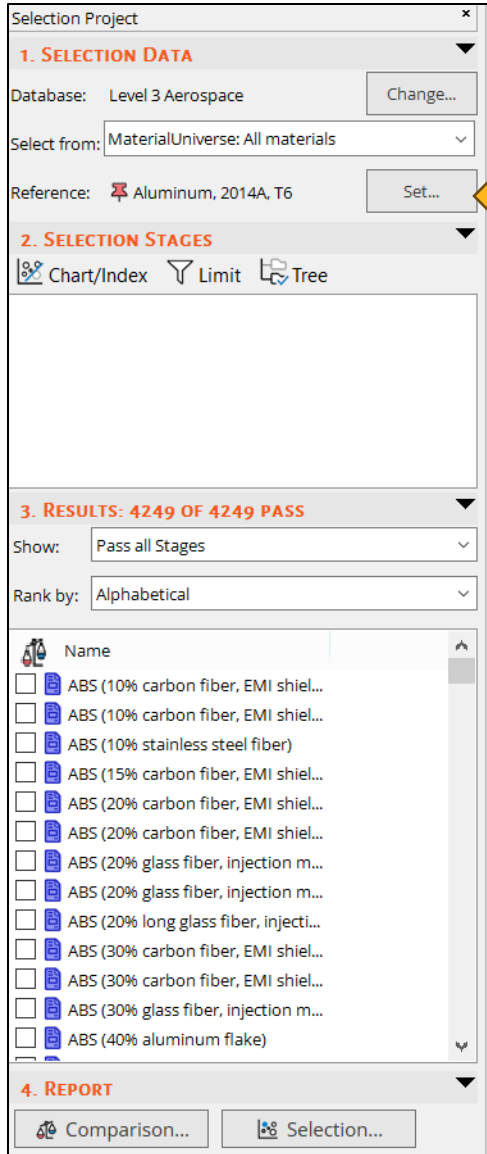 Selection Project ×
1. SELECTION DATA
Database: Level 3 Aerospace Change...
Select from: MaterialUniverse: All materials
Reference: Aluminum, 2014A, T6 Set...
2. SELECTION STAGES
Chart/Index Limit Tree
3. RESULTS: 4249 OF 4249 PASS
Show: Pass all Stages
Rank by: Alphabetical
Name
ABS (10% carbon fiber, EMI shiel...
ABS (10% carbon fiber, EMI shiel...
ABS (10% stainless steel fiber)
ABS (15% carbon fiber, EMI shiel...
ABS (20% carbon fiber, EMI shiel...
ABS (20% carbon fiber, EMI shiel...
ABS (20% glass fiber, injection m...
ABS (20% glass fiber, injection m...
ABS (20% long glass fiber, injecti...
ABS (30% carbon fiber, EMI shiel...
ABS (30% carbon fiber, EMI shiel...
ABS (30% glass fiber, injection m...
ABS (40% aluminum flake)
4. REPORT
Comparison... Selection...